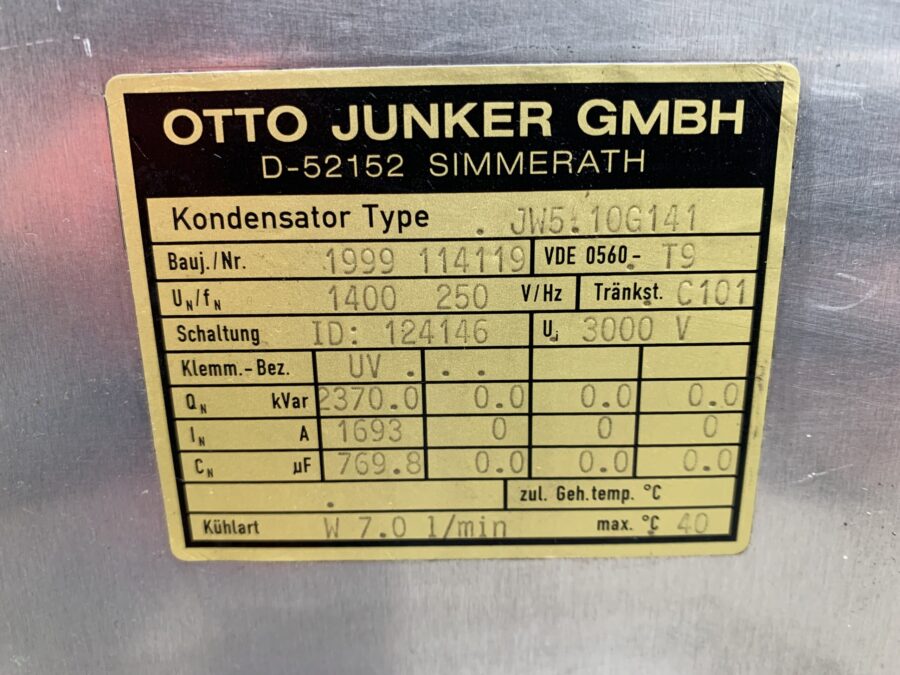 OTTO JUNKER GMBH
D-52152 SIMMERATH
Kondensator Type . JW5.10G141
Bauj./Nr. 1999 114119 VDE 0560- T9
UN/fN 1400 250 V/Hz Tränkst. C101
Schaltung ID: 124146 Ui 3000 V
Klemm.-Bez. UV . . .
QN kVar 2370.0 0.0 0.0 0.0
IN A 1693 0 0 0
CN µF 769.8 0.0 0.0 0.0
. zul. Geh.temp. °C
Kühlart W 7.0 l/min max. °C 40